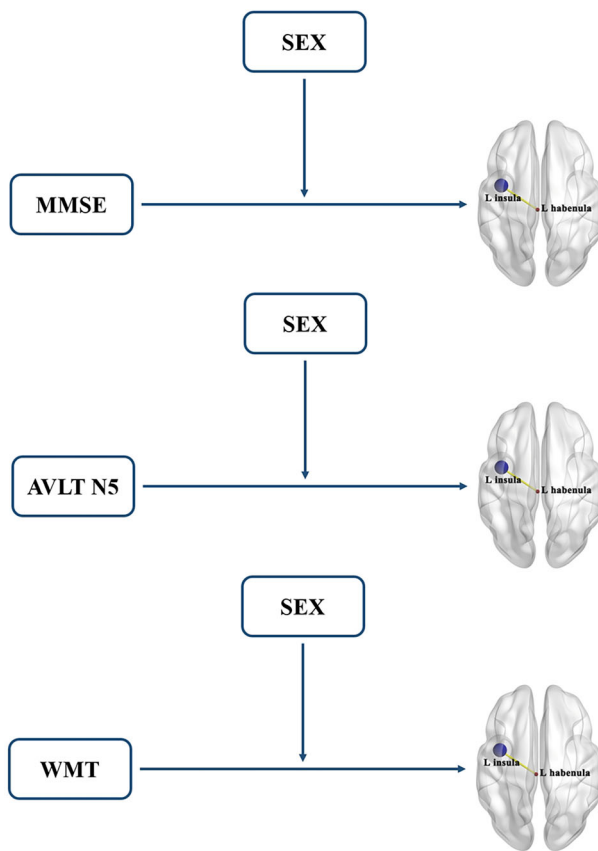 SEX
MMSE
L insula
L habenula
SEX
AVLT N5
L insula
L habenula
SEX
WMT
L insula
L habenula